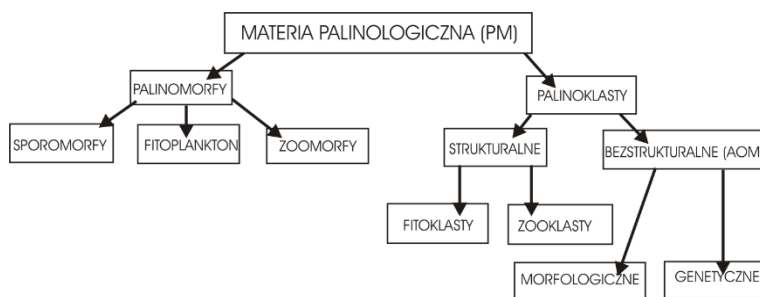 MATERIA PALINOLOGICZNA (PM)
PALINOMORFY
PALINOKLASTY
SPOROMORFY
FITOPLANKTON
ZOOMORFY
STRUKTURALNE
BEZSTRUKTURALNE (AOM
FITOKLASTY
ZOOKLASTY
MORFOLOGICZNE
GENETYCZNE